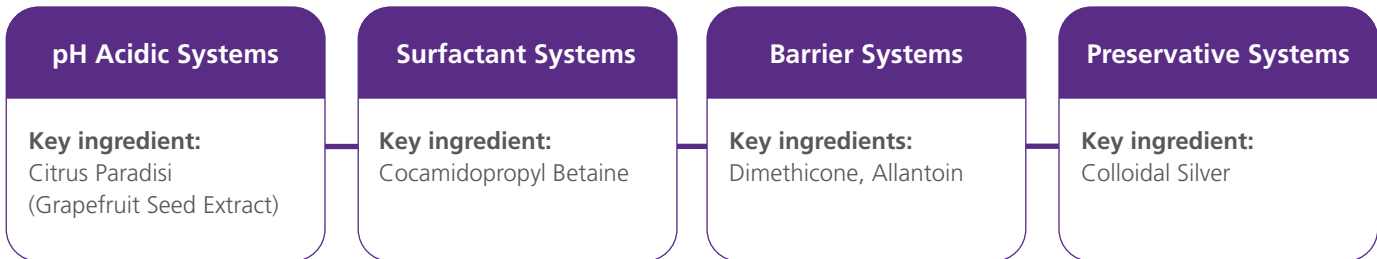 pH Acidic Systems
Key ingredient:
Citrus Paradisi
(Grapefruit Seed Extract)
Surfactant Systems
Key ingredient:
Cocamidopropyl Betaine
Barrier Systems
Key ingredients:
Dimethicone, Allantoin
Preservative Systems
Key ingredient:
Colloidal Silver